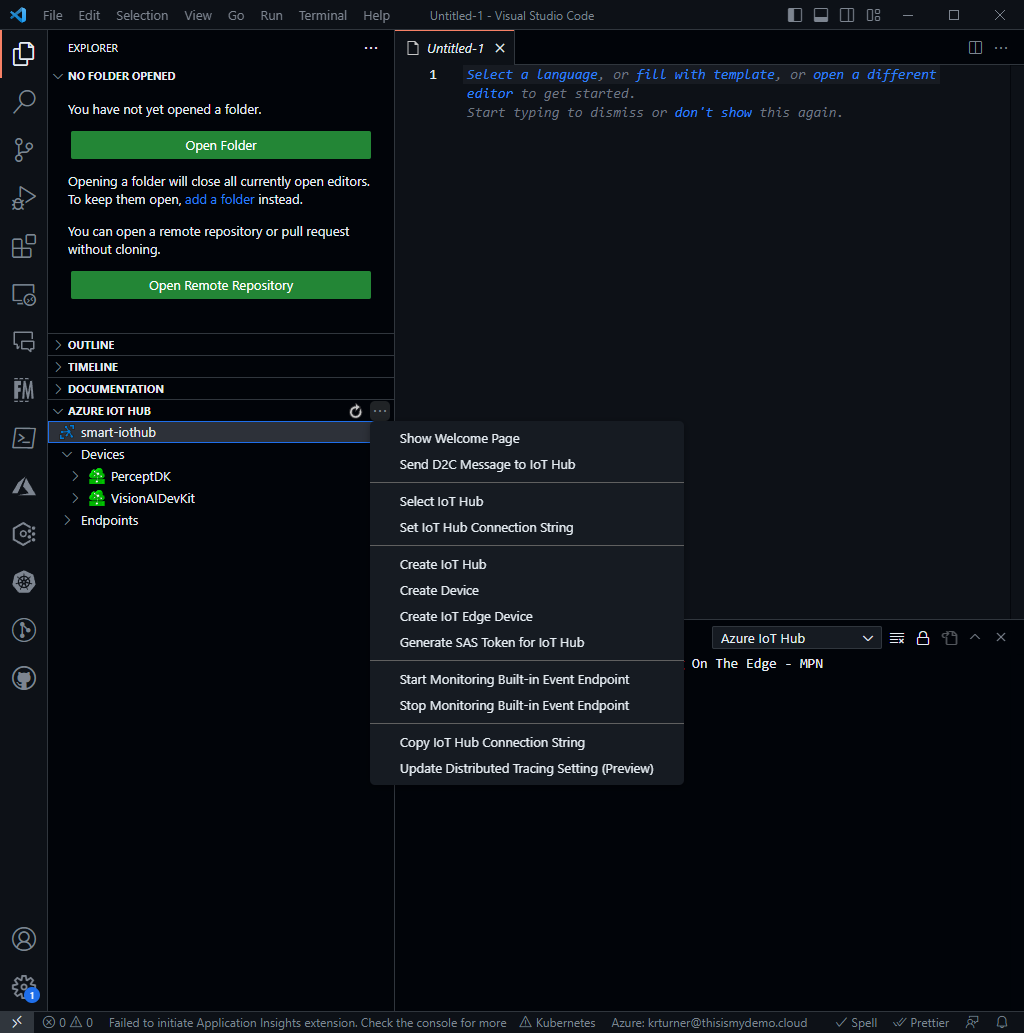 File Edit Selection View Go Run Terminal Help Untitled-1 - Visual Studio Code
EXPLORER
NO FOLDER OPENED
You have not yet opened a folder.
Open Folder
Opening a folder will close all currently open editors.
To keep them open, add a folder instead.
You can open a remote repository or pull request
without cloning.
Open Remote Repository
OUTLINE
TIMELINE
DOCUMENTATION
AZURE IOT HUB
smart-iothub
Devices
PerceptDK
VisionAIDevKit
Endpoints
Untitled-1
1 Select a language, or fill with template, or open a different
editor to get started.
Start typing to dismiss or don't show this again.
Show Welcome Page
Send D2C Message to IoT Hub
Select IoT Hub
Set IoT Hub Connection String
Create IoT Hub
Create Device
Create IoT Edge Device
Generate SAS Token for IoT Hub
Start Monitoring Built-in Event Endpoint
Stop Monitoring Built-in Event Endpoint
Copy IoT Hub Connection String
Update Distributed Tracing Setting (Preview)
Azure IoT Hub
On The Edge - MPN
FM
1
0 0 Failed to initiate Application Insights extension. Check the console for more Kubernetes Azure: krturner@thisismydemo.cloud Spell Prettier